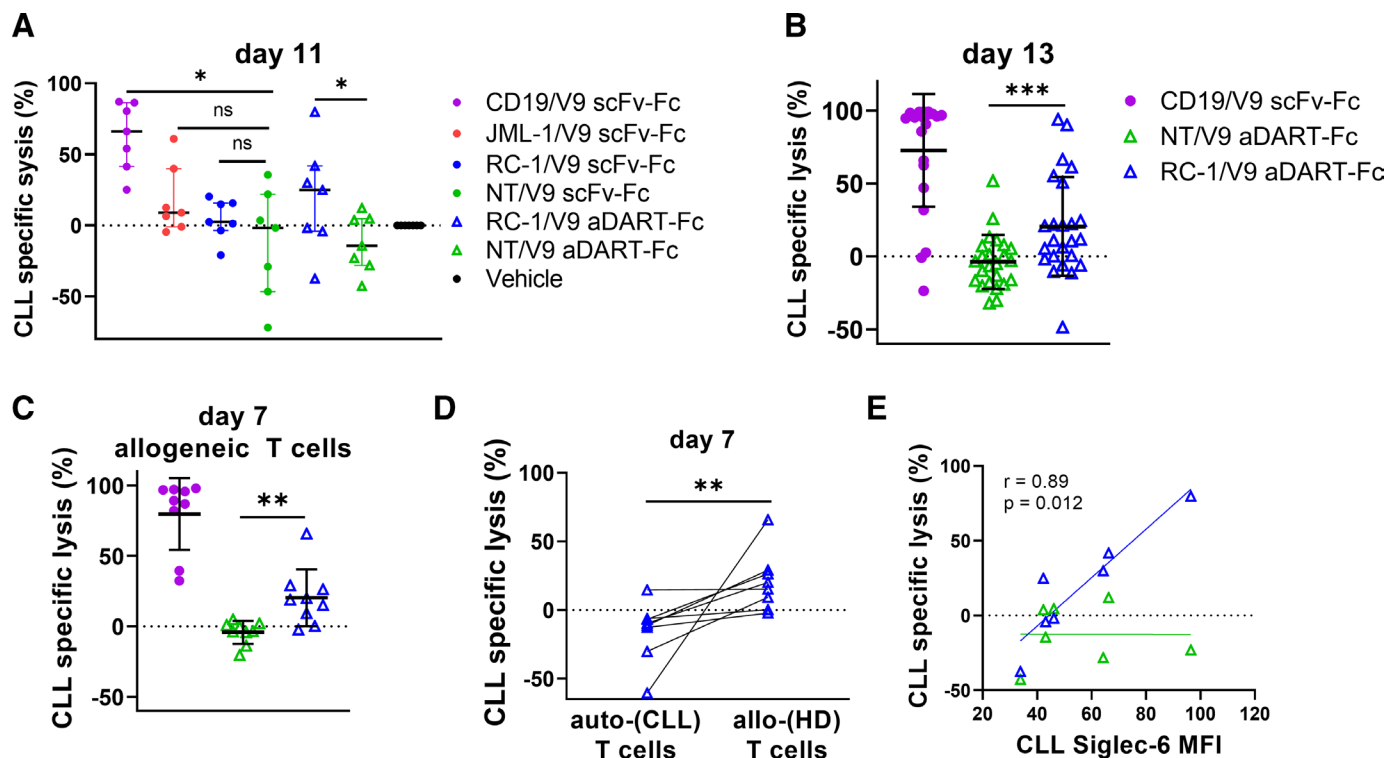 A
day 11
CLL specific sysis (%)
100
50
0
-50
*
ns
ns
*
CD19/V9 scFv-Fc
JML-1/V9 scFv-Fc
RC-1/V9 scFv-Fc
NT/V9 scFv-Fc
RC-1/V9 aDART-Fc
NT/V9 aDART-Fc
Vehicle
B
day 13
CLL specific lysis (%)
100
50
0
-50
***
CD19/V9 scFv-Fc
NT/V9 aDART-Fc
RC-1/V9 aDART-Fc
C
day 7
allogeneic T cells
CLL specific lysis (%)
100
50
0
-50
**
D
day 7
CLL specific lysis (%)
100
50
0
-50
**
auto-(CLL)
T cells
allo-(HD)
T cells
E
CLL specific lysis (%)
100
50
0
-50
r = 0.89
p = 0.012
20
40
60
80
100
120
CLL Siglec-6 MFI